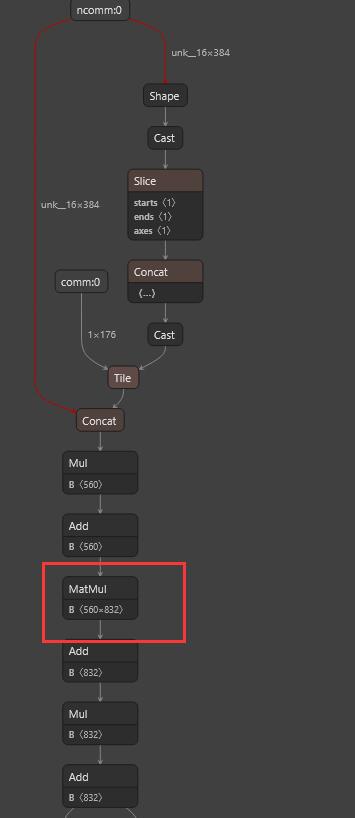 ncomm:0
unk__16×384
Shape
Cast
Slice
starts 〈1〉
ends 〈1〉
axes 〈1〉
unk__16×384
Concat
〈...〉
comm:0
1×176
Cast
Tile
Concat
Mul
B 〈560〉
Add
B 〈560〉
MatMul
B 〈560×832〉
Add
B 〈832〉
Mul
B 〈832〉
Add
B 〈832〉